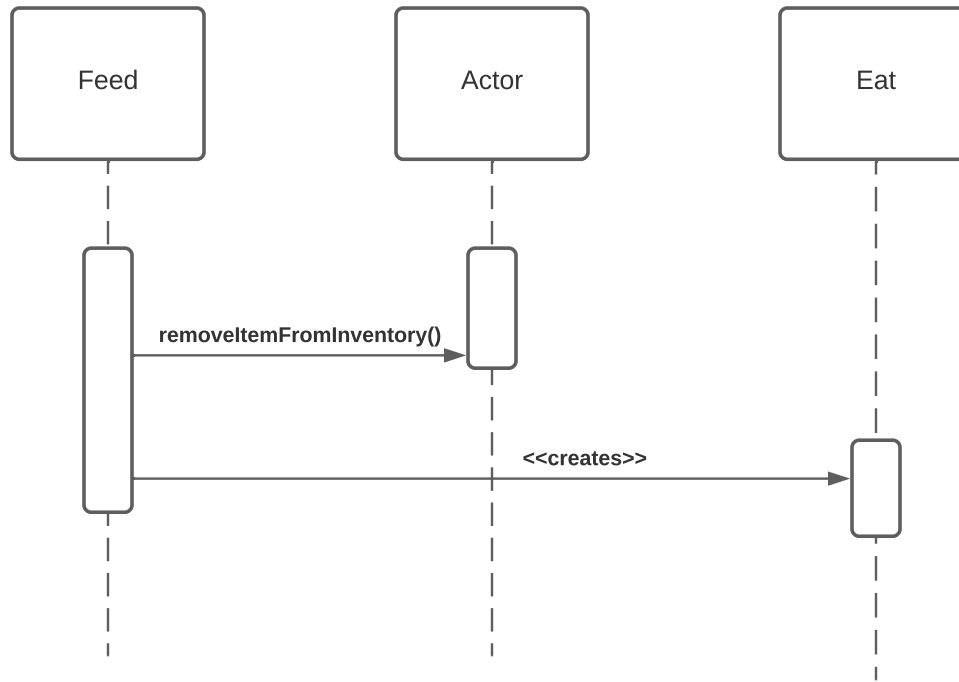 Feed
Actor
Eat
removeItemFromInventory()
<<creates>>